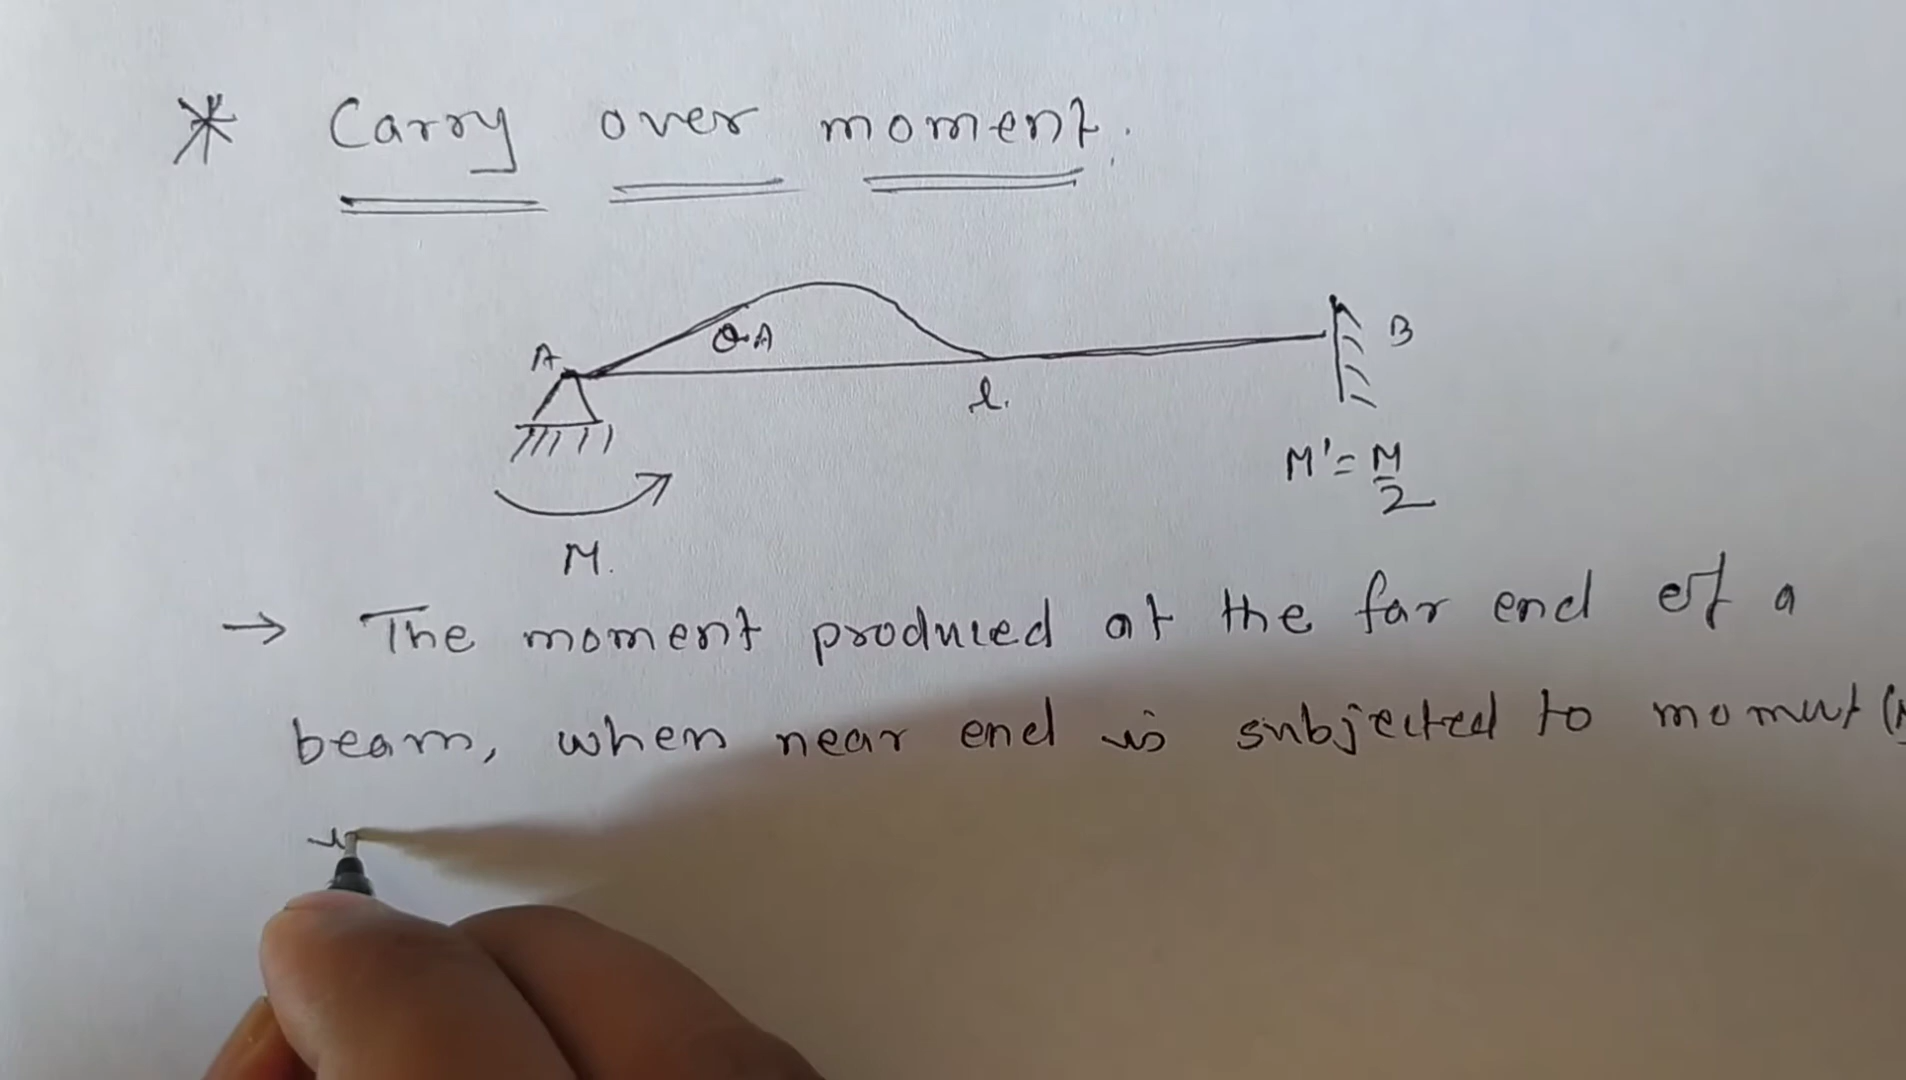 * Carry over moment.
A
θA
B
l.
M' = M/2
M.
→ The moment produced at the far end of a
beam, when near end is subjected to moment (M